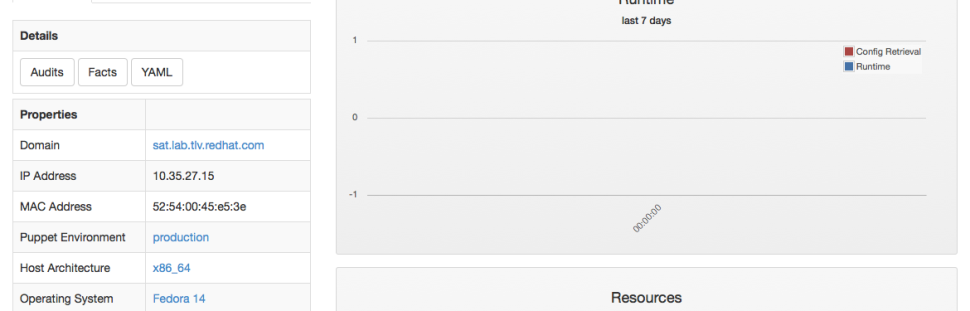 Details
Audits
Facts
YAML
Properties
Domain sat.lab.tlv.redhat.com
IP Address 10.35.27.15
MAC Address 52:54:00:45:e5:3e
Puppet Environment production
Host Architecture x86_64
Operating System Fedora 14
Runtime
last 7 days
1
Config Retrieval
Runtime
0
-1
00:00:00
Resources